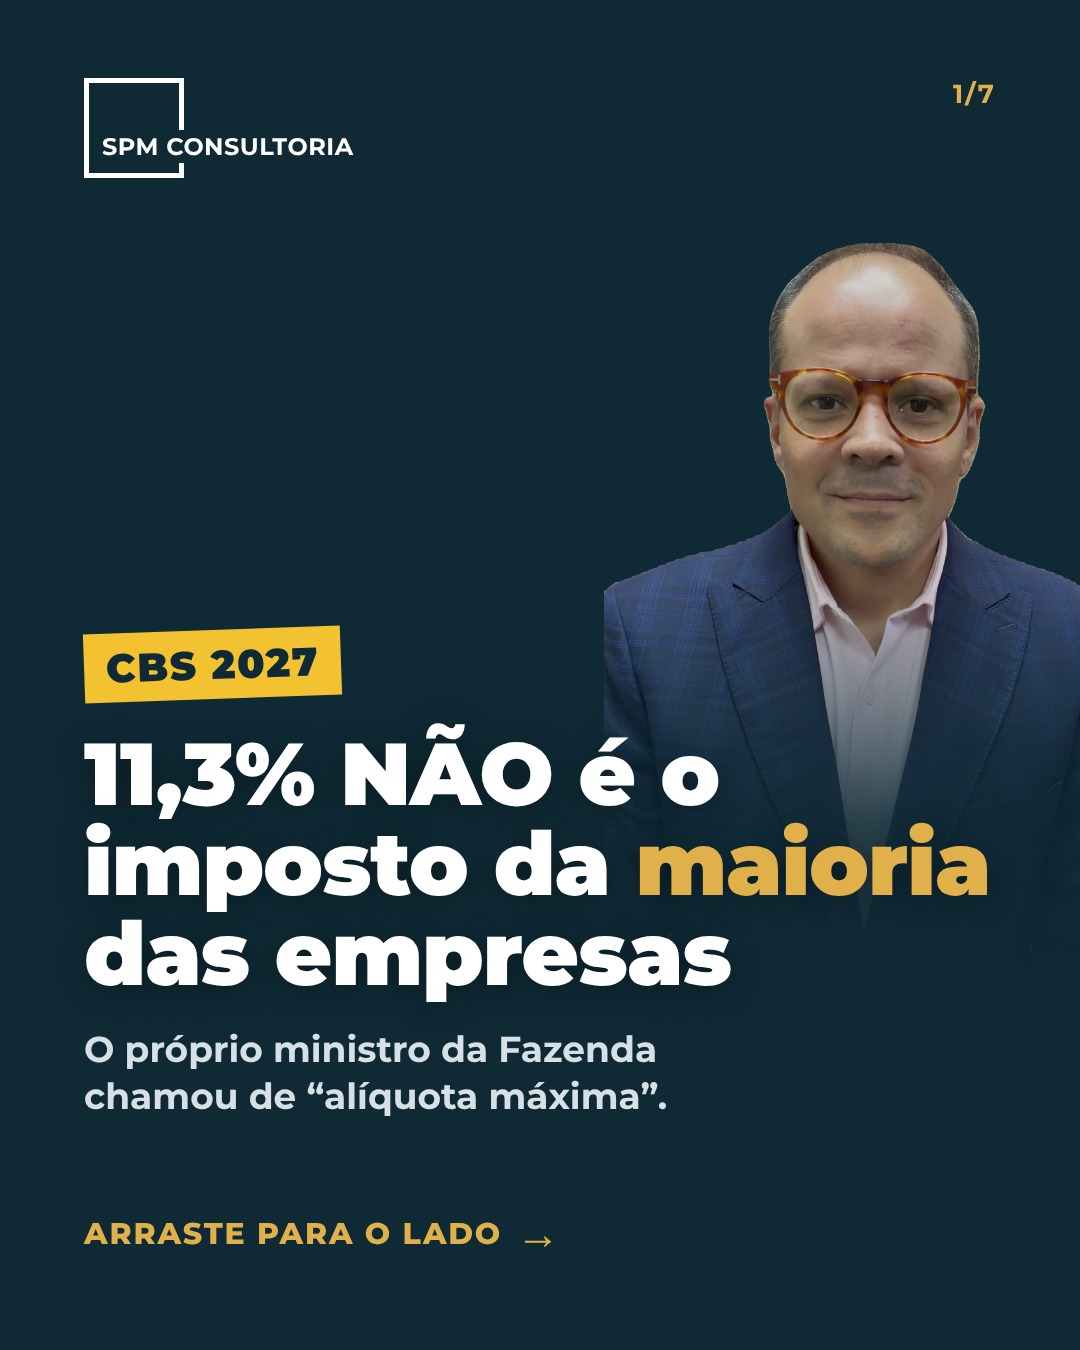 SPM CONSULTORIA
1/7
CBS 2027
11,3% NÃO é o
imposto da maioria
das empresas
O próprio ministro da Fazenda
chamou de “alíquota máxima”.
ARRASTE PARA O LADO →